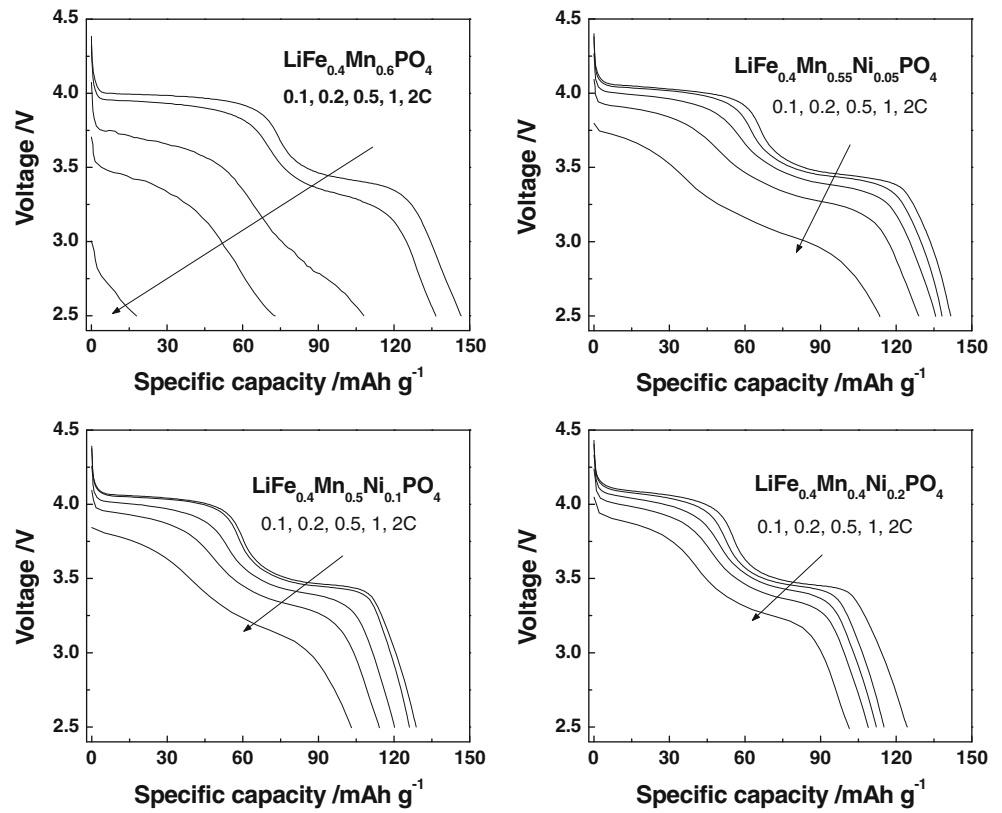 LiFe0.4Mn0.6PO4
0.1, 0.2, 0.5, 1, 2C
4.5
4.0
3.5
3.0
2.5
Voltage /V
0 30 60 90 120 150
Specific capacity /mAh g-1
LiFe0.4Mn0.55Ni0.05PO4
0.1, 0.2, 0.5, 1, 2C
4.5
4.0
3.5
3.0
2.5
Voltage /V
0 30 60 90 120 150
Specific capacity /mAh g-1
LiFe0.4Mn0.5Ni0.1PO4
0.1, 0.2, 0.5, 1, 2C
4.5
4.0
3.5
3.0
2.5
Voltage /V
0 30 60 90 120 150
Specific capacity /mAh g-1
LiFe0.4Mn0.4Ni0.2PO4
0.1, 0.2, 0.5, 1, 2C
4.5
4.0
3.5
3.0
2.5
Voltage /V
0 30 60 90 120 150
Specific capacity /mAh g-1